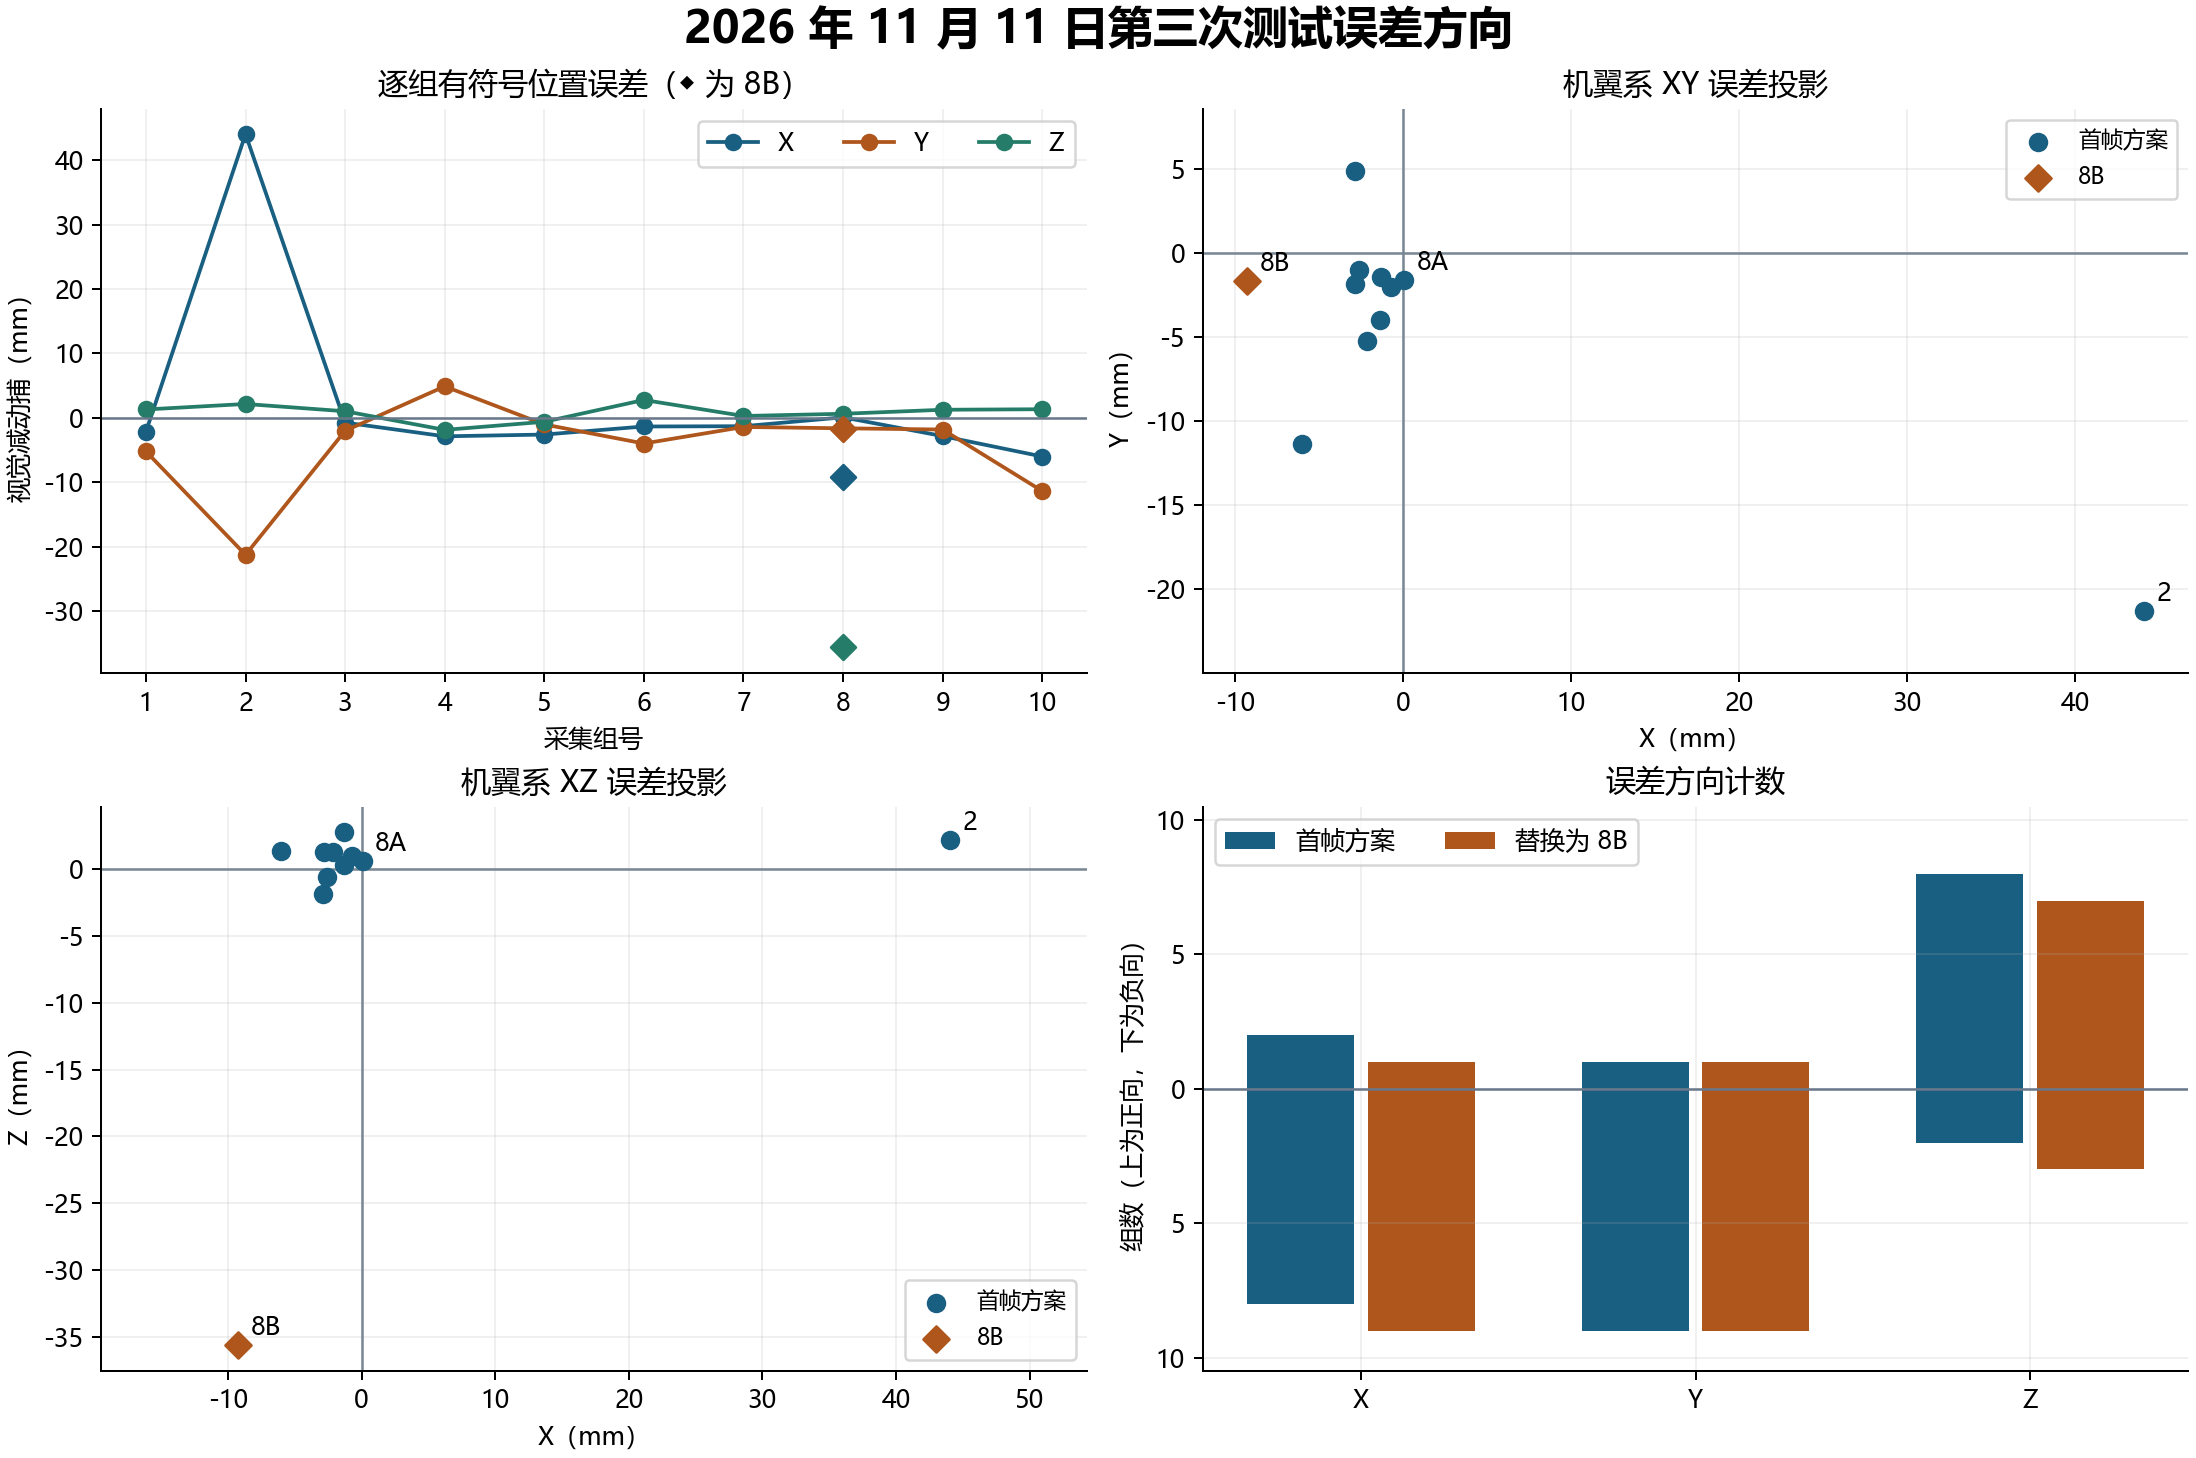 2026 年 11 月 11 日第三次测试误差方向
逐组有符号位置误差（◆ 为 8B）
X Y Z
40
30
20
10
0
-10
-20
-30
视觉减动捕（mm）
1 2 3 4 5 6 7 8 9 10
采集组号
机翼系 XY 误差投影
首帧方案
8B
8B
8A
2
5
0
-5
-10
-15
-20
Y（mm）
-10 0 10 20 30 40
X（mm）
机翼系 XZ 误差投影
8A
2
8B
首帧方案
8B
0
-5
-10
-15
-20
-25
-30
-35
Z（mm）
-10 0 10 20 30 40 50
X（mm）
误差方向计数
首帧方案 替换为 8B
10
5
0
5
10
组数（上为正向，下为负向）
X Y Z